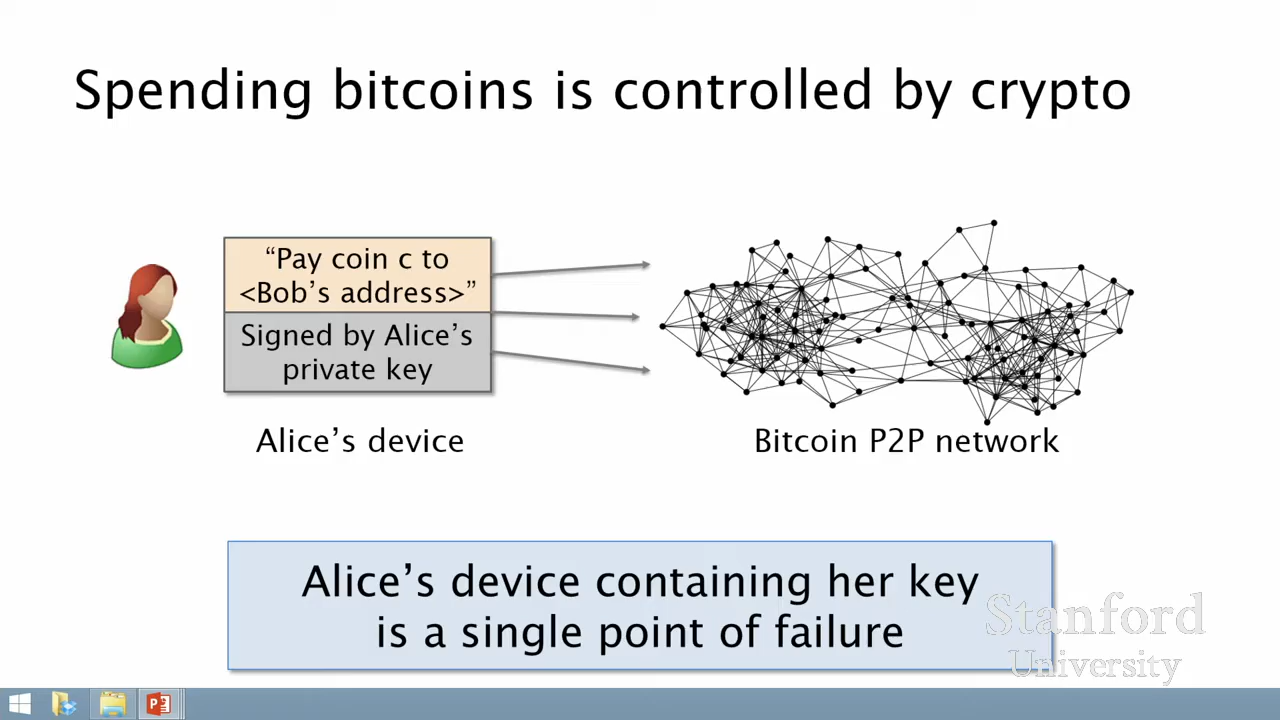 Spending bitcoins is controlled by crypto
“Pay coin c to
<Bob’s address>”
Signed by Alice’s
private key
Alice’s device
Bitcoin P2P network
Alice’s device containing her key
is a single point of failure
Stanford
University